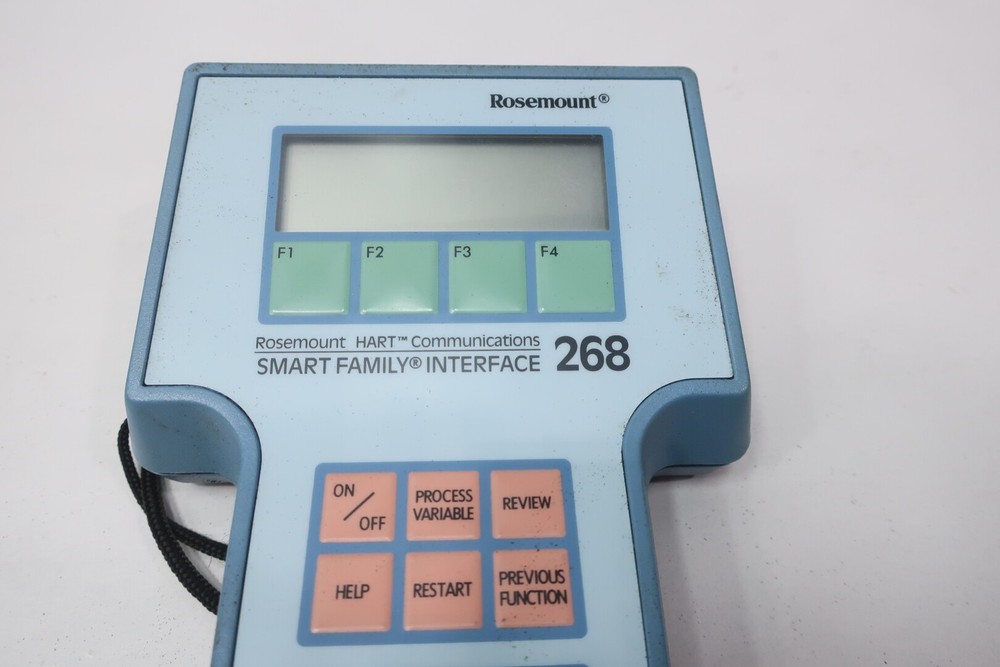 Rosemount®
F1 F2 F3 F4
Rosemount HART™ Communications
SMART FAMILY® INTERFACE 268
ON / OFF
PROCESS
VARIABLE
REVIEW
HELP
RESTART
PREVIOUS
FUNCTION